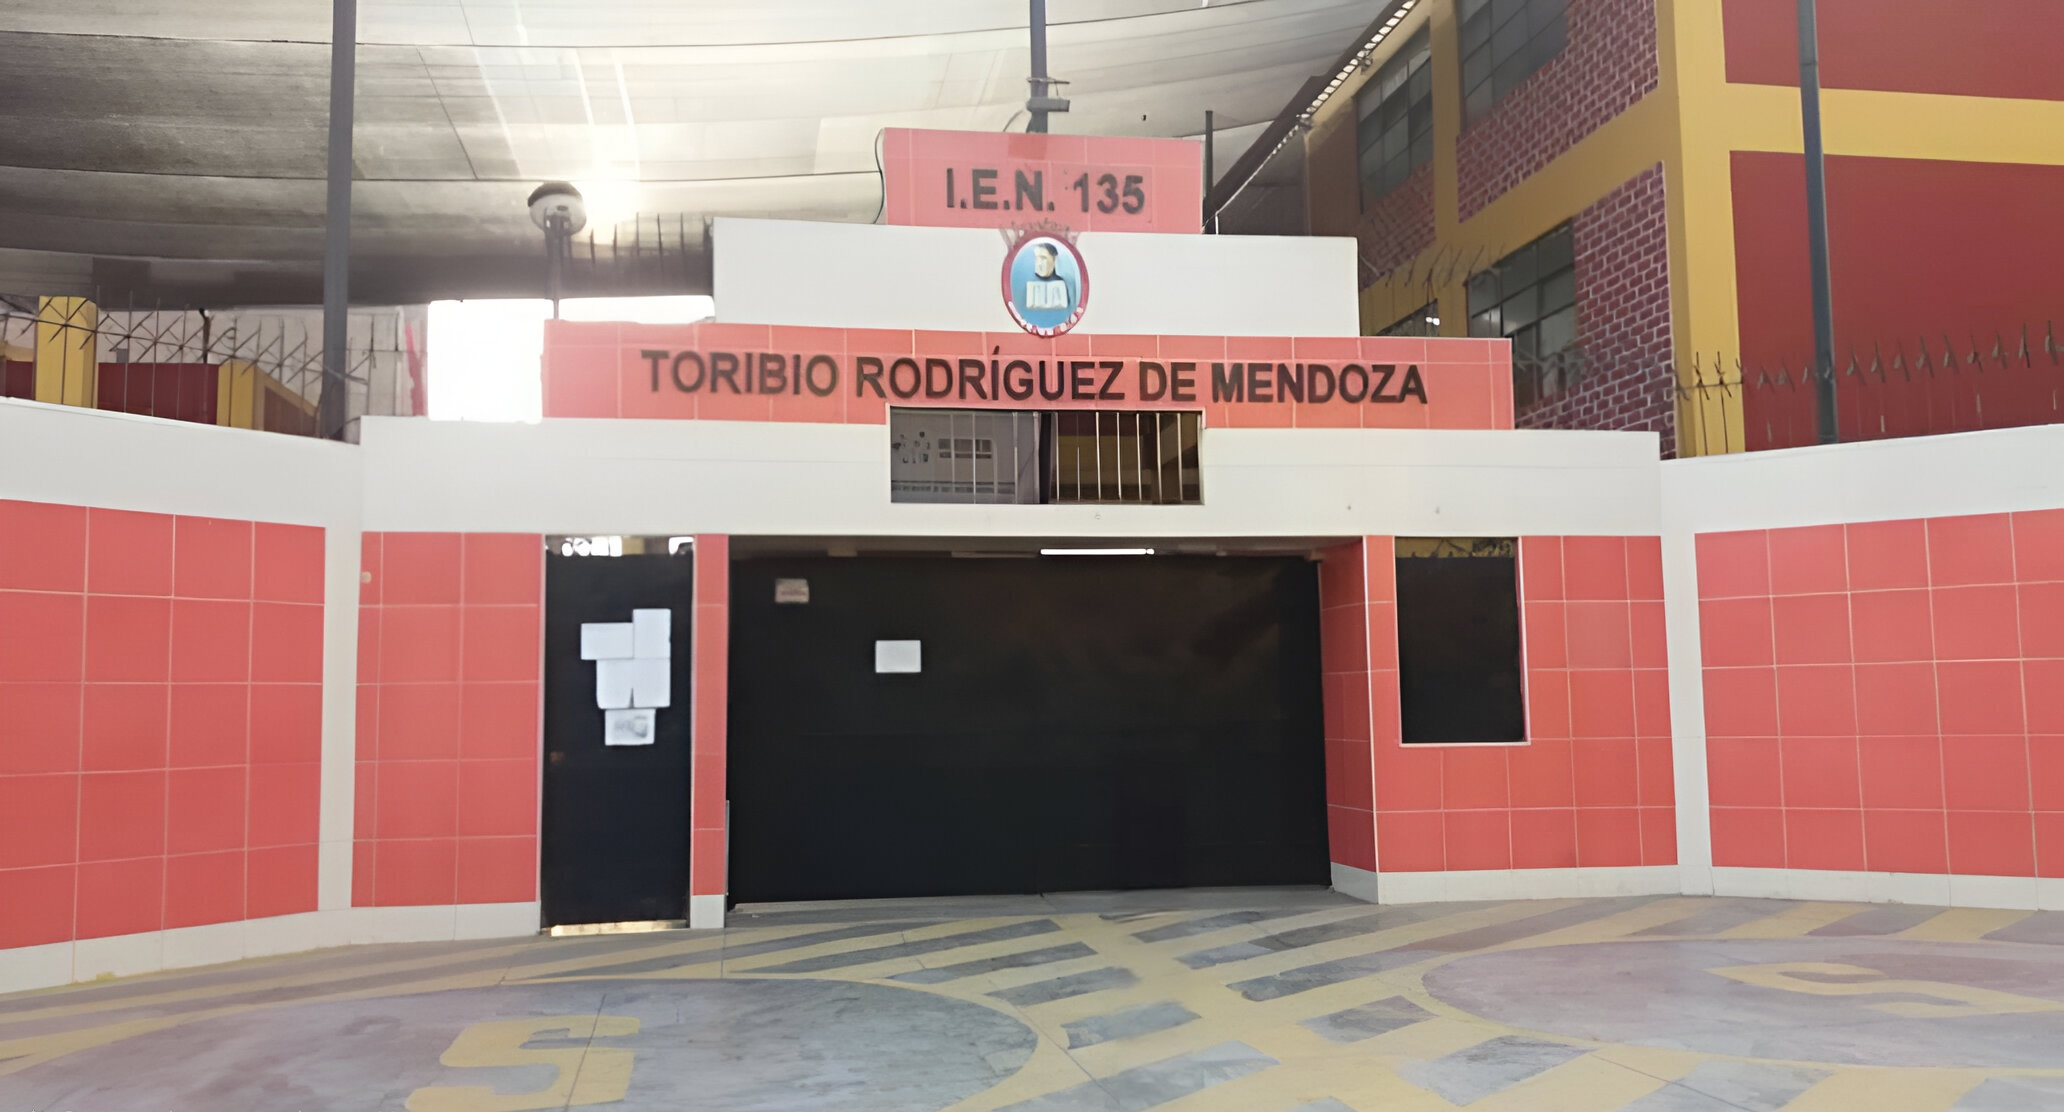 I.E.N. 135
TORIBIO RODRÍGUEZ DE MENDOZA
S
S